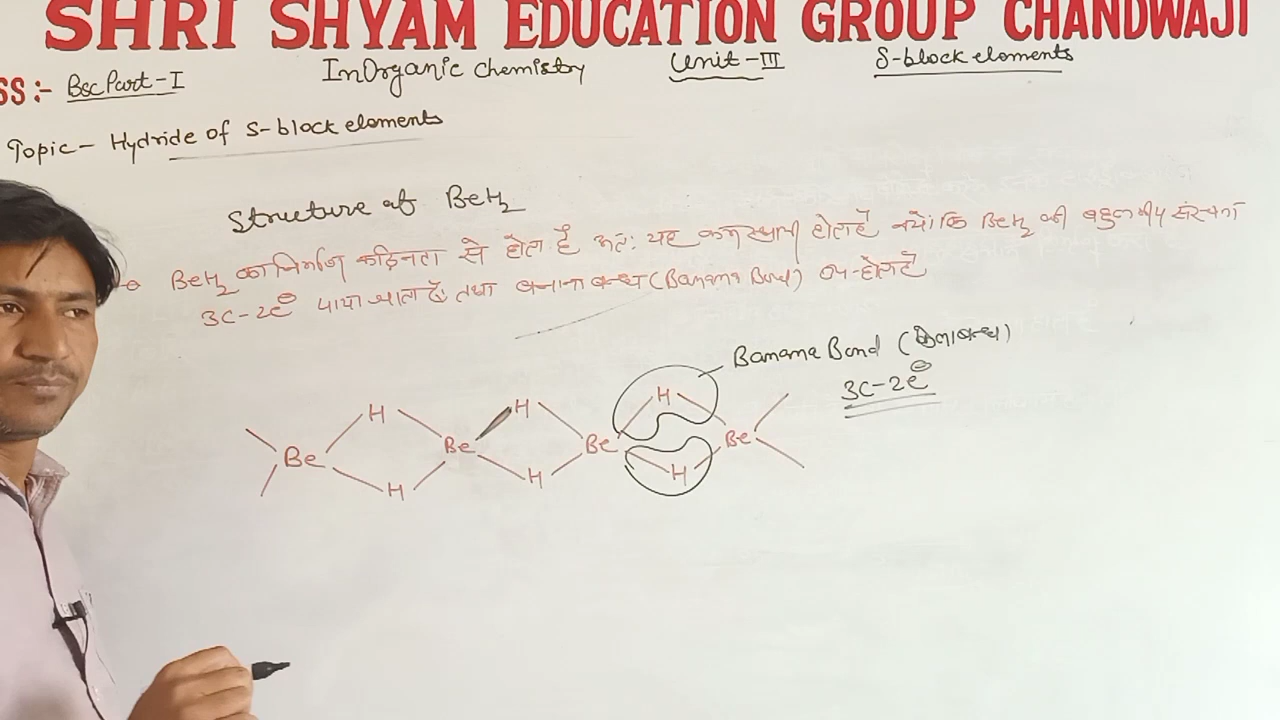 SHRI SHYAM EDUCATION GROUP CHANDWAJI
SS:- Bsc Part-I InOrganic chemistry Unit-III S-block elements
Topic- Hydride of S-block elements
Structure of BeH₂
BeH₂ का निर्माण कठिनता से होता है अतः यह कम स्थायी होता है क्योंकि BeH₂ की बहुलकीय संरचना
3C-2e⊖ पाया जाता है तथा बनाना बन्ध (Banana Bond) उप-होता है
Banana Bond (केलाबन्ध)
3C-2e⊖
H H H
Be Be Be Be
H H H